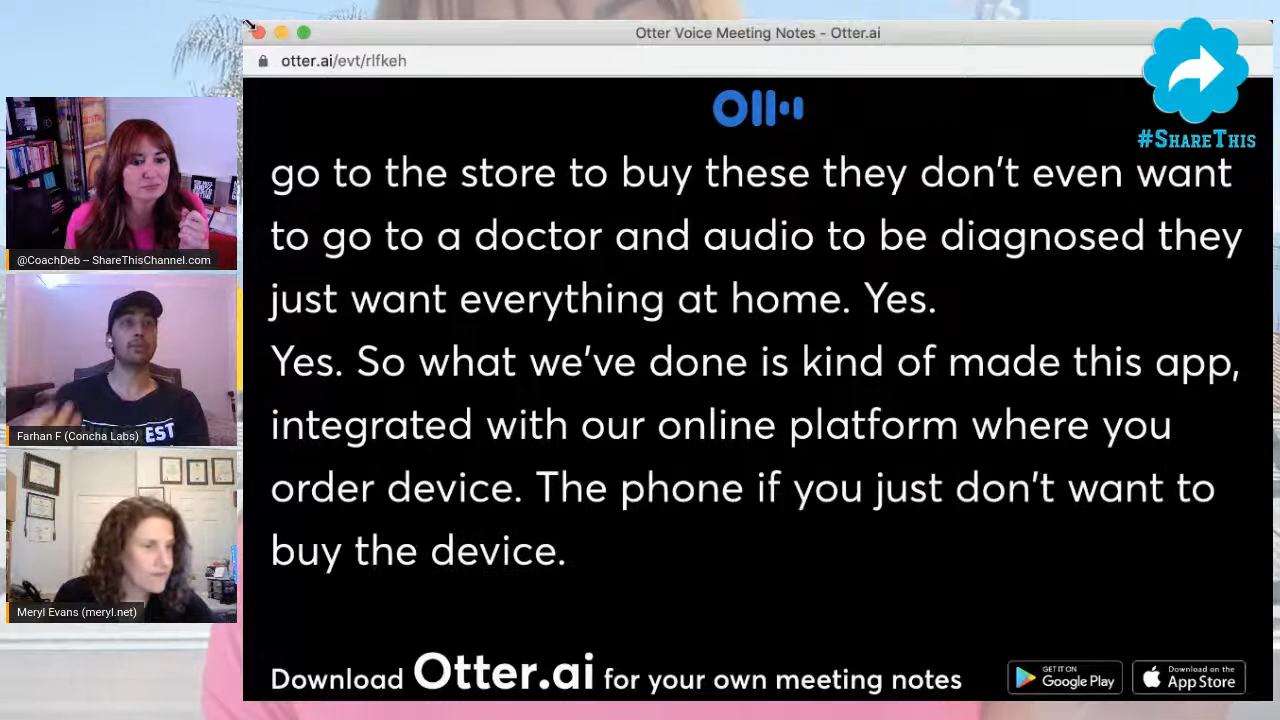 Otter Voice Meeting Notes - Otter.ai
otter.ai/evt/rlfkeh
#ShareThis
go to the store to buy these they don't even want
to go to a doctor and audio to be diagnosed they
just want everything at home. Yes.
Yes. So what we've done is kind of made this app,
integrated with our online platform where you
order device. The phone if you just don't want to
buy the device.
Download Otter.ai for your own meeting notes
GET IT ON
Google Play
Download on the
App Store
@CoachDeb – ShareThisChannel.com
EST
Farhan F (Concha Labs)
Meryl Evans (meryl.net)